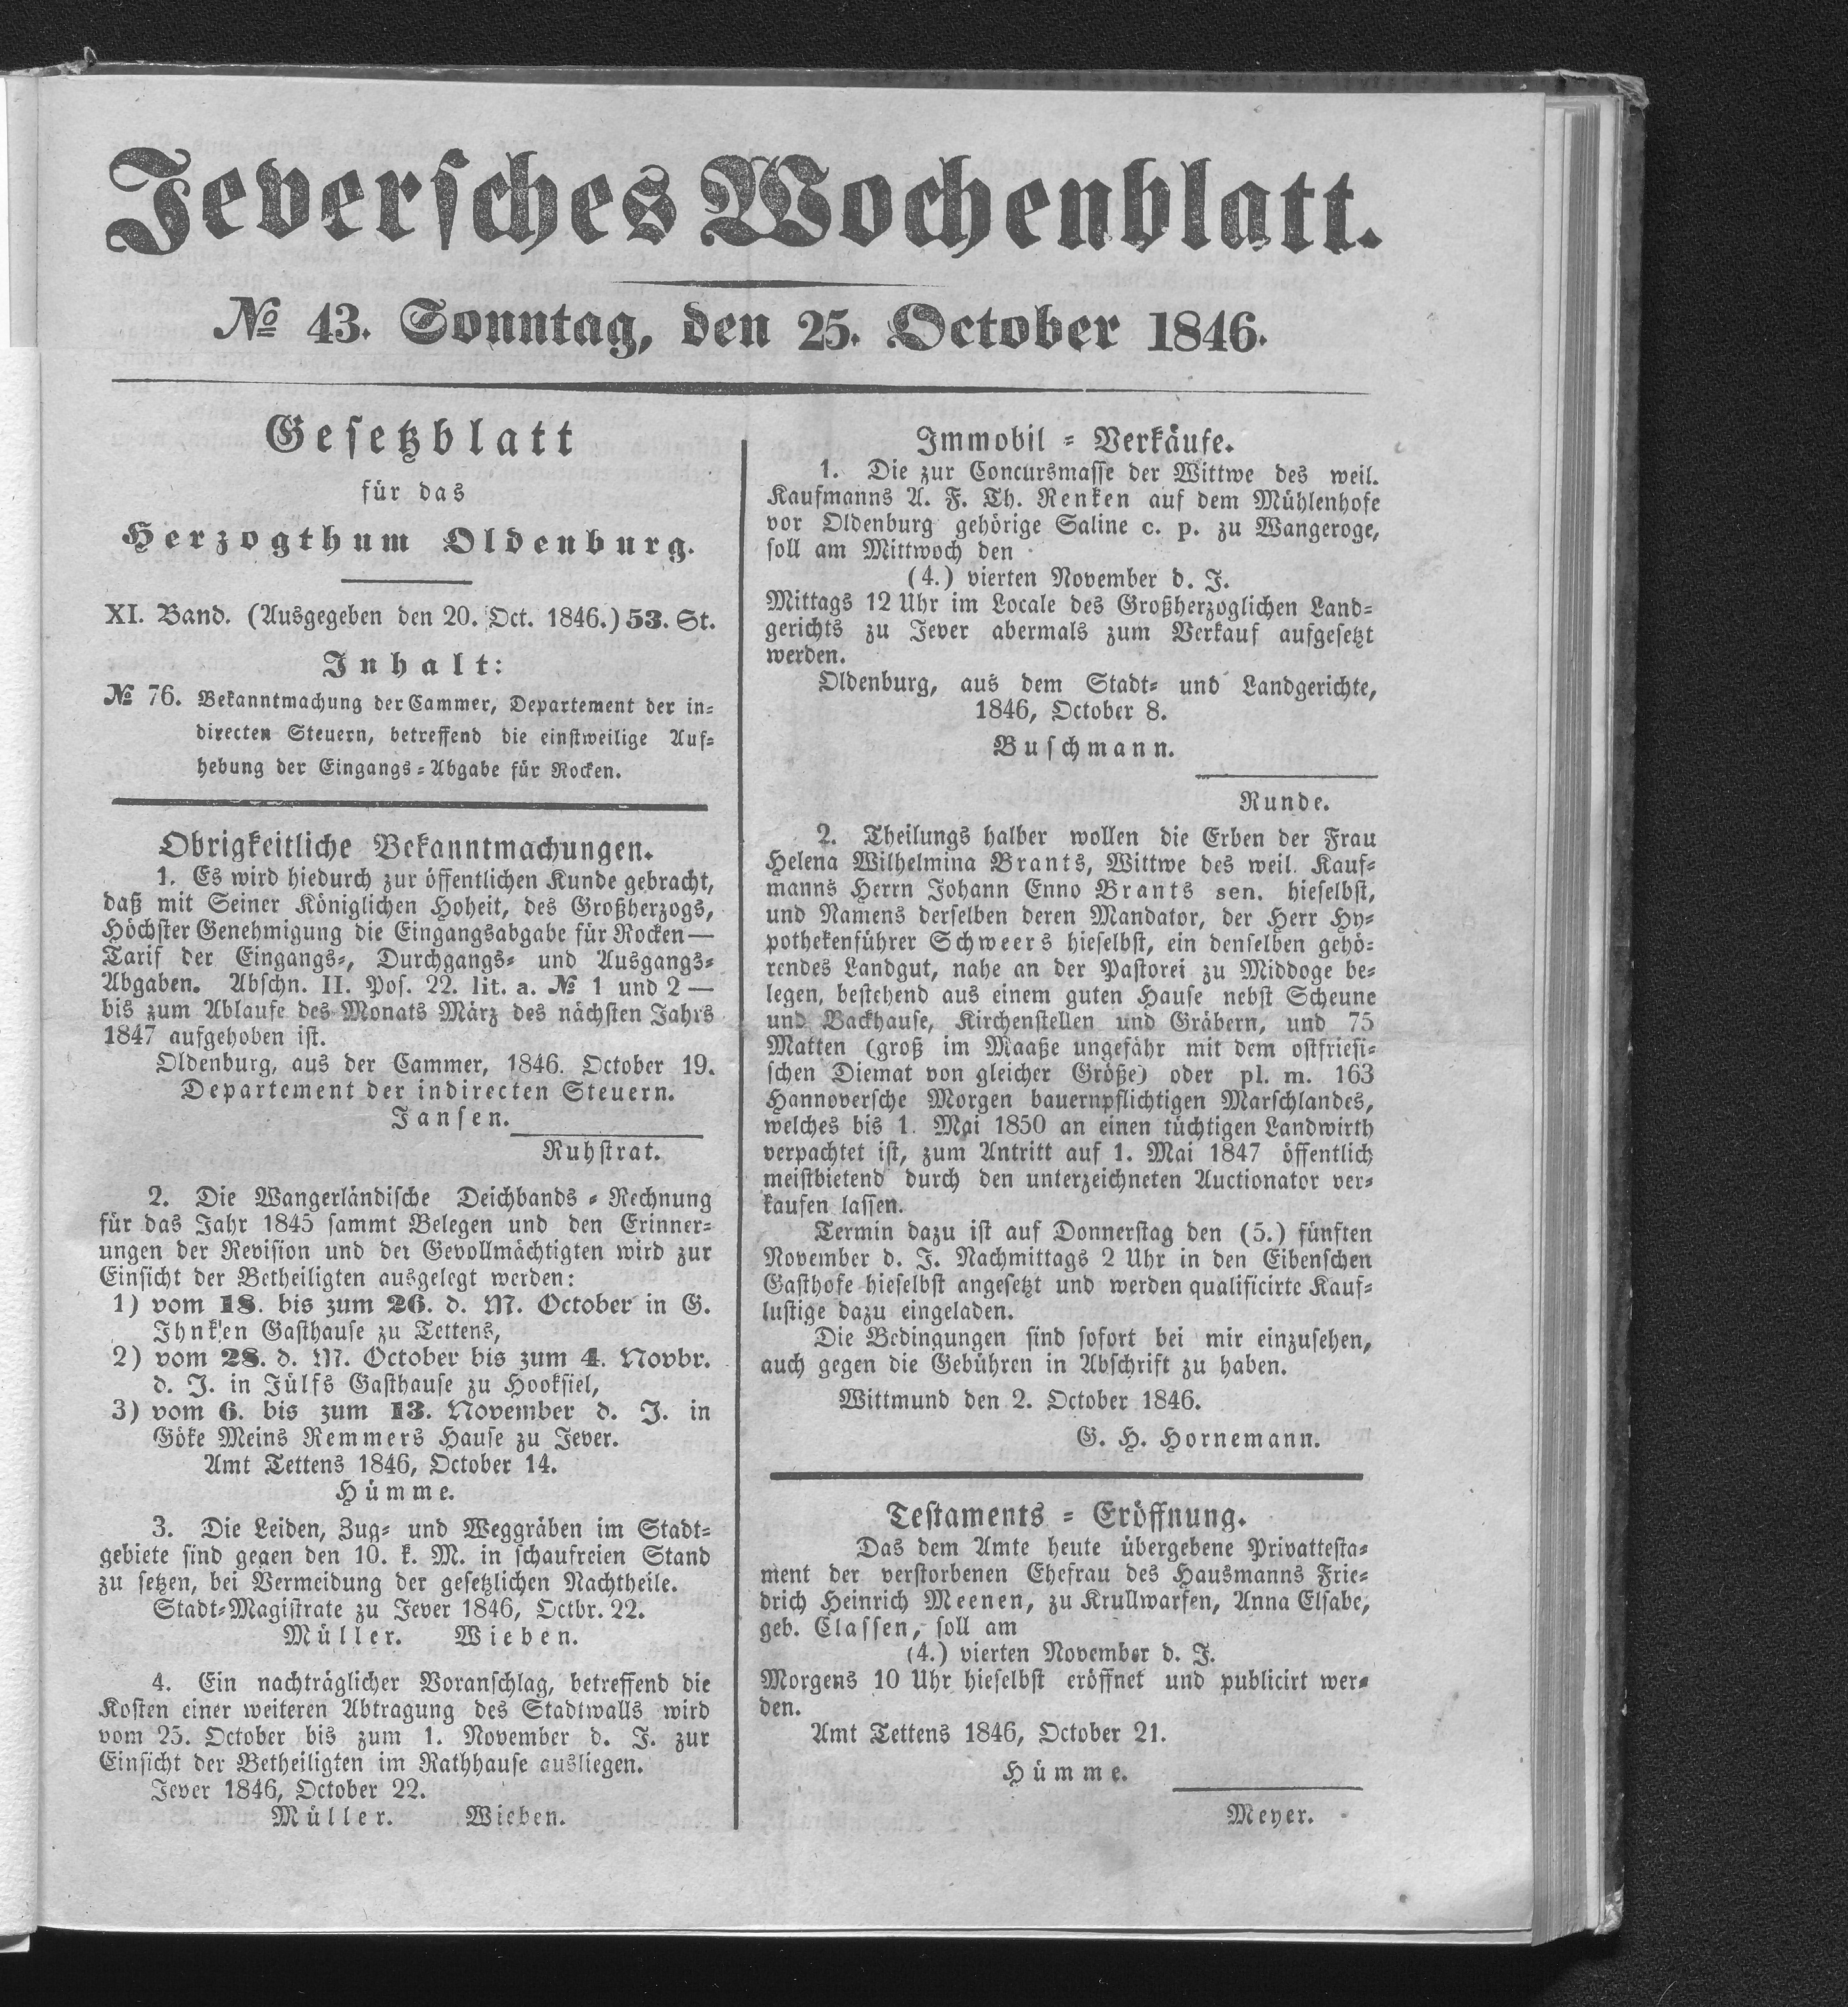 Jeversches Wochenblatt.
№ 43. Sonntag, den 25. October 1846.
Gesetzblatt
für das
Herzogthum Oldenburg.
XI. Band. (Ausgegeben den 20. Oct. 1846.) 53. St.
Inhalt:
№ 76. Bekanntmachung der Cammer, Departement der in-
directen Steuern, betreffend die einstweilige Auf-
hebung der Eingangs-Abgabe für Rocken.
Obrigkeitliche Bekanntmachungen.
1. Es wird hiedurch zur öffentlichen Kunde gebracht,
daß mit Seiner Königlichen Hoheit, des Großherzogs,
Höchster Genehmigung die Eingangsabgabe für Rocken—
Tarif der Eingangs-, Durchgangs- und Ausgangs-
Abgaben. Abschn. II. Pos. 22. lit. a. № 1 und 2 —
bis zum Ablaufe des Monats März des nächsten Jahrs
1847 aufgehoben ist.
Oldenburg, aus der Cammer, 1846. October 19.
Departement der indirecten Steuern.
Jansen.
Ruhstrat.
2. Die Wangerländische Deichbands-Rechnung
für das Jahr 1845 sammt Belegen und den Erinner-
ungen der Revision und der Gevollmächtigten wird zur
Einsicht der Betheiligten ausgelegt werden:
1) vom 18. bis zum 26. d. M. October in G.
Ihnk'en Gasthause zu Tettens,
2) vom 28. d. M. October bis zum 4. Novbr.
d. J. in Jülfs Gasthause zu Hooksiel,
3) vom 6. bis zum 13. November d. J. in
Göke Meins Remmers Hause zu Jever.
Amt Tettens 1846, October 14.
Hümme.
3. Die Leiden, Zug- und Weggräben im Stadt-
gebiete sind gegen den 10. k. M. in schaufreien Stand
zu setzen, bei Vermeidung der gesetzlichen Nachtheile.
Stadt-Magistrate zu Jever 1846, Octbr. 22.
Müller. Wieben.
4. Ein nachträglicher Voranschlag, betreffend die
Kosten einer weiteren Abtragung des Stadtwalls wird
vom 25. October bis zum 1. November d. J. zur
Einsicht der Betheiligten im Rathhause ausliegen.
Jever 1846, October 22.
Müller. Wieben.
Immobil-Verkäufe.
1. Die zur Concursmasse der Wittwe des weil.
Kaufmanns A. F. Th. Renken auf dem Mühlenhofe
vor Oldenburg gehörige Saline c. p. zu Wangeroge,
soll am Mittwoch den
(4.) vierten November d. J.
Mittags 12 Uhr im Locale des Großherzoglichen Land-
gerichts zu Jever abermals zum Verkauf aufgesetzt
werden.
Oldenburg, aus dem Stadt- und Landgerichte,
1846, October 8.
Buschmann.
Runde.
2. Theilungs halber wollen die Erben der Frau
Helena Wilhelmina Brants, Wittwe des weil. Kauf-
manns Herrn Johann Enno Brants sen. hieselbst,
und Namens derselben deren Mandator, der Herr Hy-
pothekenführer Schweers hieselbst, ein denselben gehö-
rendes Landgut, nahe an der Pastorei zu Middoge be-
legen, bestehend aus einem guten Hause nebst Scheune
und Backhause, Kirchenstellen und Gräbern, und 75
Matten (groß im Maaße ungefähr mit dem ostfriesi-
schen Diemat von gleicher Größe) oder pl. m. 163
Hannoversche Morgen bauernpflichtigen Marschlandes,
welches bis 1. Mai 1850 an einen tüchtigen Landwirth
verpachtet ist, zum Antritt auf 1. Mai 1847 öffentlich
meistbietend durch den unterzeichneten Auctionator ver-
kaufen lassen.
Termin dazu ist auf Donnerstag den (5.) fünften
November d. J. Nachmittags 2 Uhr in den Eibenschen
Gasthofe hieselbst angesetzt und werden qualificirte Kauf-
lustige dazu eingeladen.
Die Bedingungen sind sofort bei mir einzusehen,
auch gegen die Gebühren in Abschrift zu haben.
Wittmund den 2. October 1846.
G. H. Hornemann.
Testaments-Eröffnung.
Das dem Amte heute übergebene Privattesta-
ment der verstorbenen Ehefrau des Hausmanns Frie-
drich Heinrich Meenen, zu Krullwarfen, Anna Elsabe,
geb. Classen, soll am
(4.) vierten November d. J.
Morgens 10 Uhr hieselbst eröffnet und publicirt wer-
den.
Amt Tettens 1846, October 21.
Hümme.
Meyer.